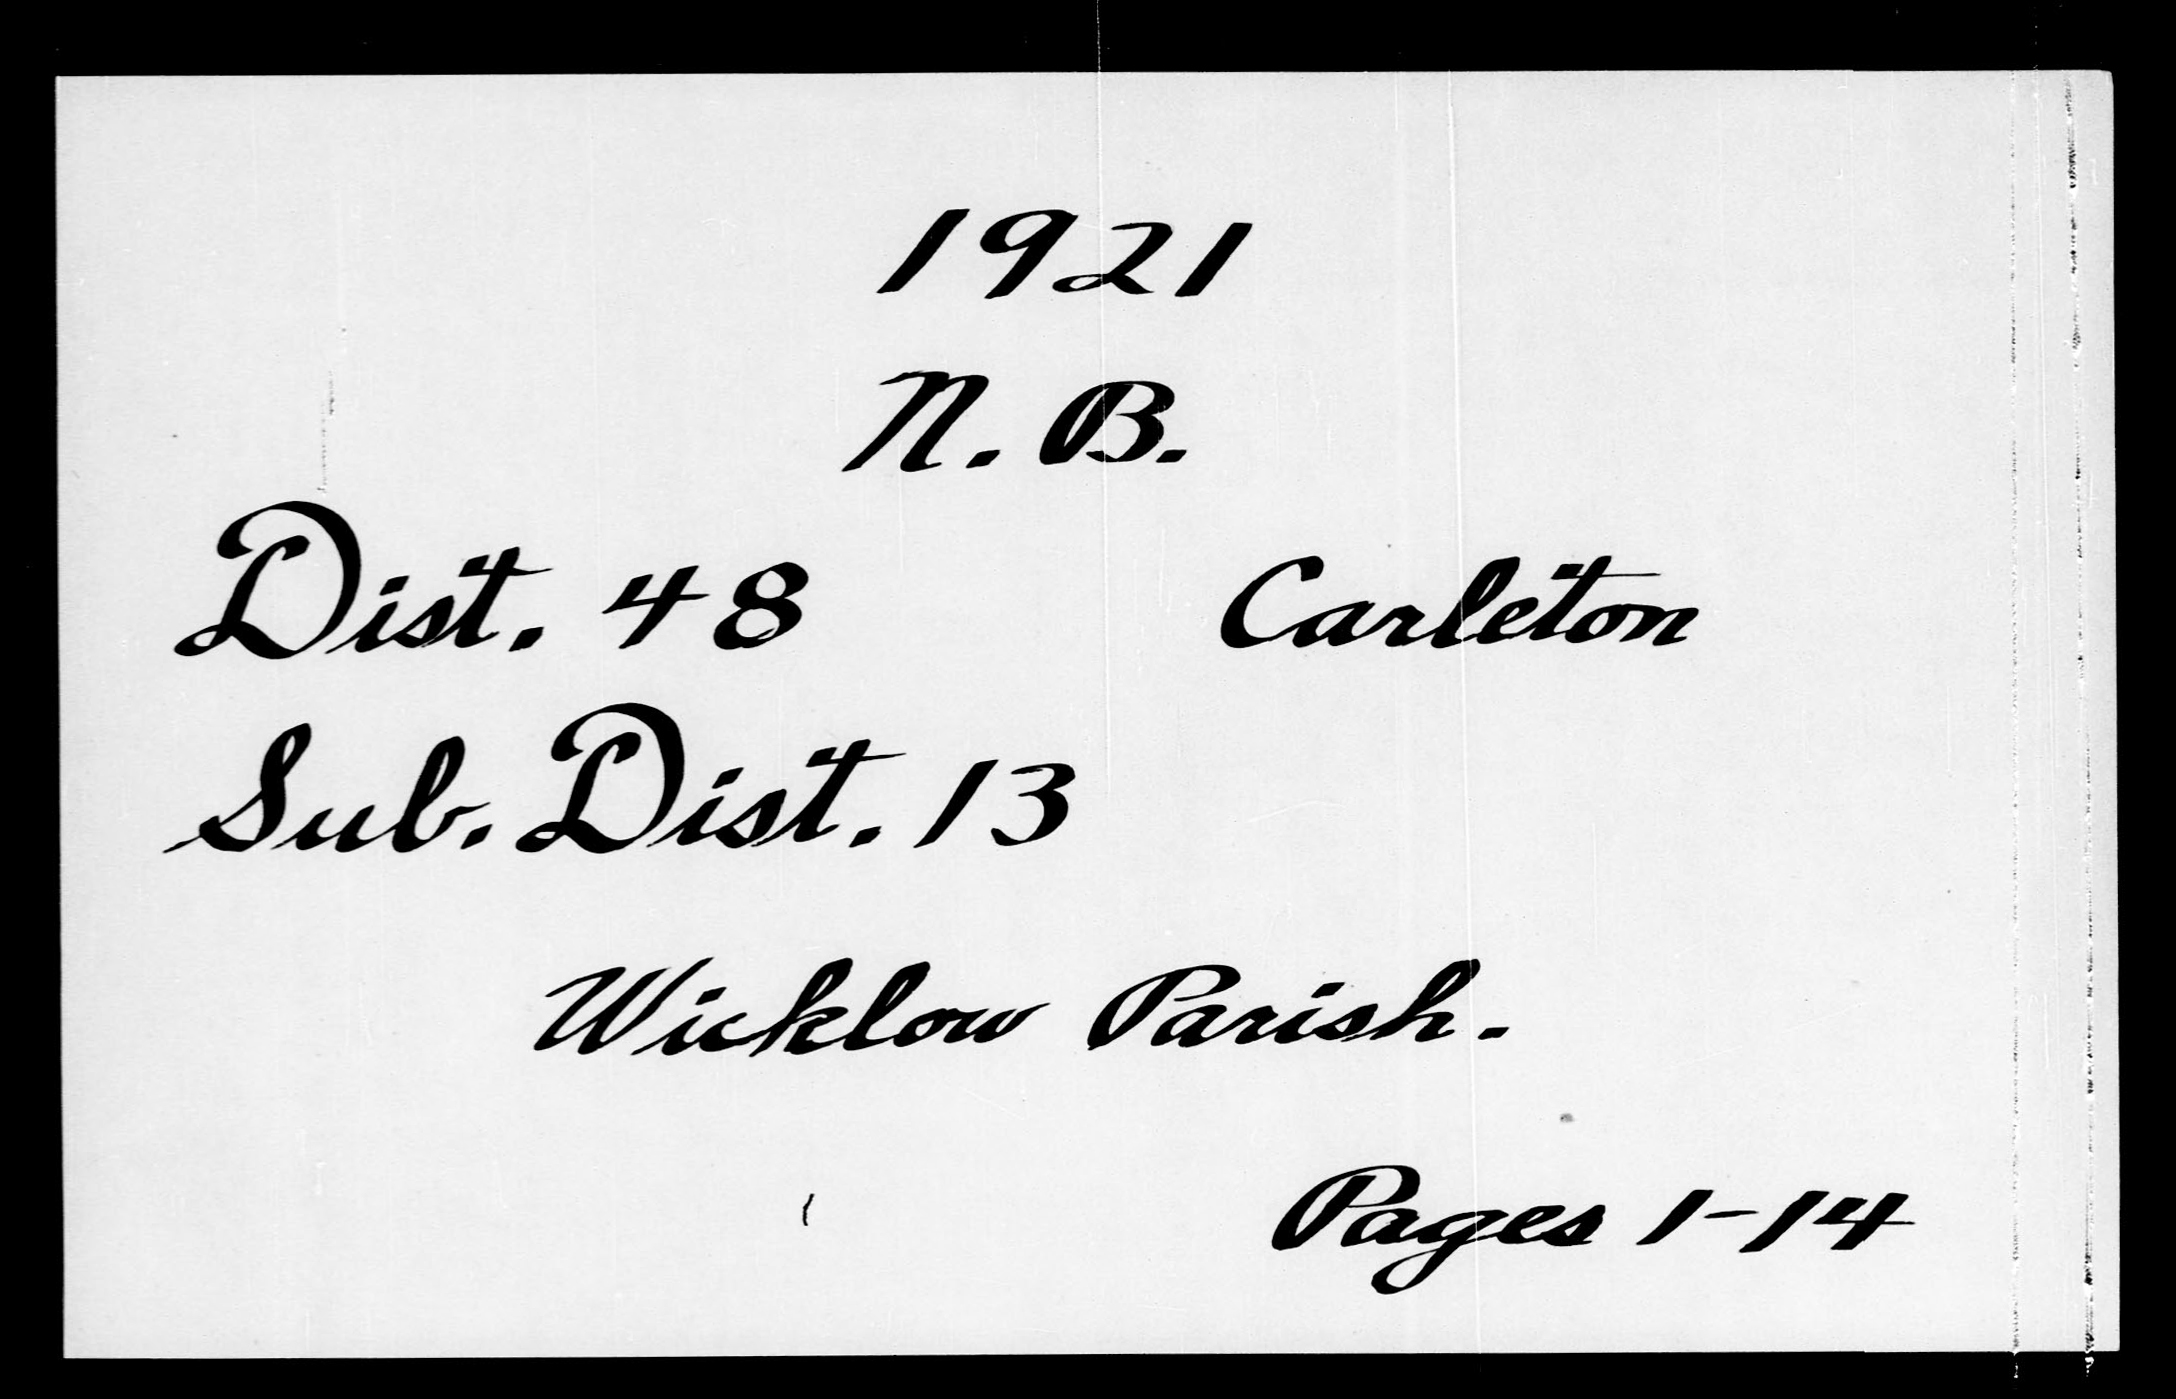 1921
N. B.
Dist. 48 Carleton
Sub. Dist. 13
Wicklow Parish.
Pages 1-14